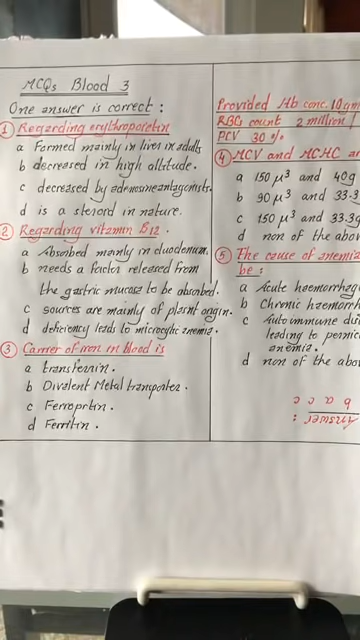 MCQs Blood 3
One answer is correct :
1 Regarding erythropoietin
a Formed mainly in liver in adults
b decreased in high altitude.
c decreased by adenosine antagonists.
d is a steroid in nature.
2 Regarding vitamin B12.
a Absorbed mainly in duodenum.
b needs a factor released from
the gastric mucosa to be absorbed.
c sources are mainly of plant origin.
d deficiency leads to microcytic anemia.
3 Carrier of iron in blood is
a transferrin.
b Divalent Metal transporter.
c Ferroprtin.
d Ferritin.
Provided Hb conc. 10 gm
RBCs count 2 million /
PCV 30 %
4 MCV and MCHC ar
a 150 µ³ and 40g
b 90 µ³ and 33.3
c 150 µ³ and 33.3g
d non of the abov
5 The cause of anemia
be :
a Acute haemorrhag
b Chronic haemorrh
c Autoimmune dis
leading to pernic
anemia.
d non of the abov
Answer :
b a c c